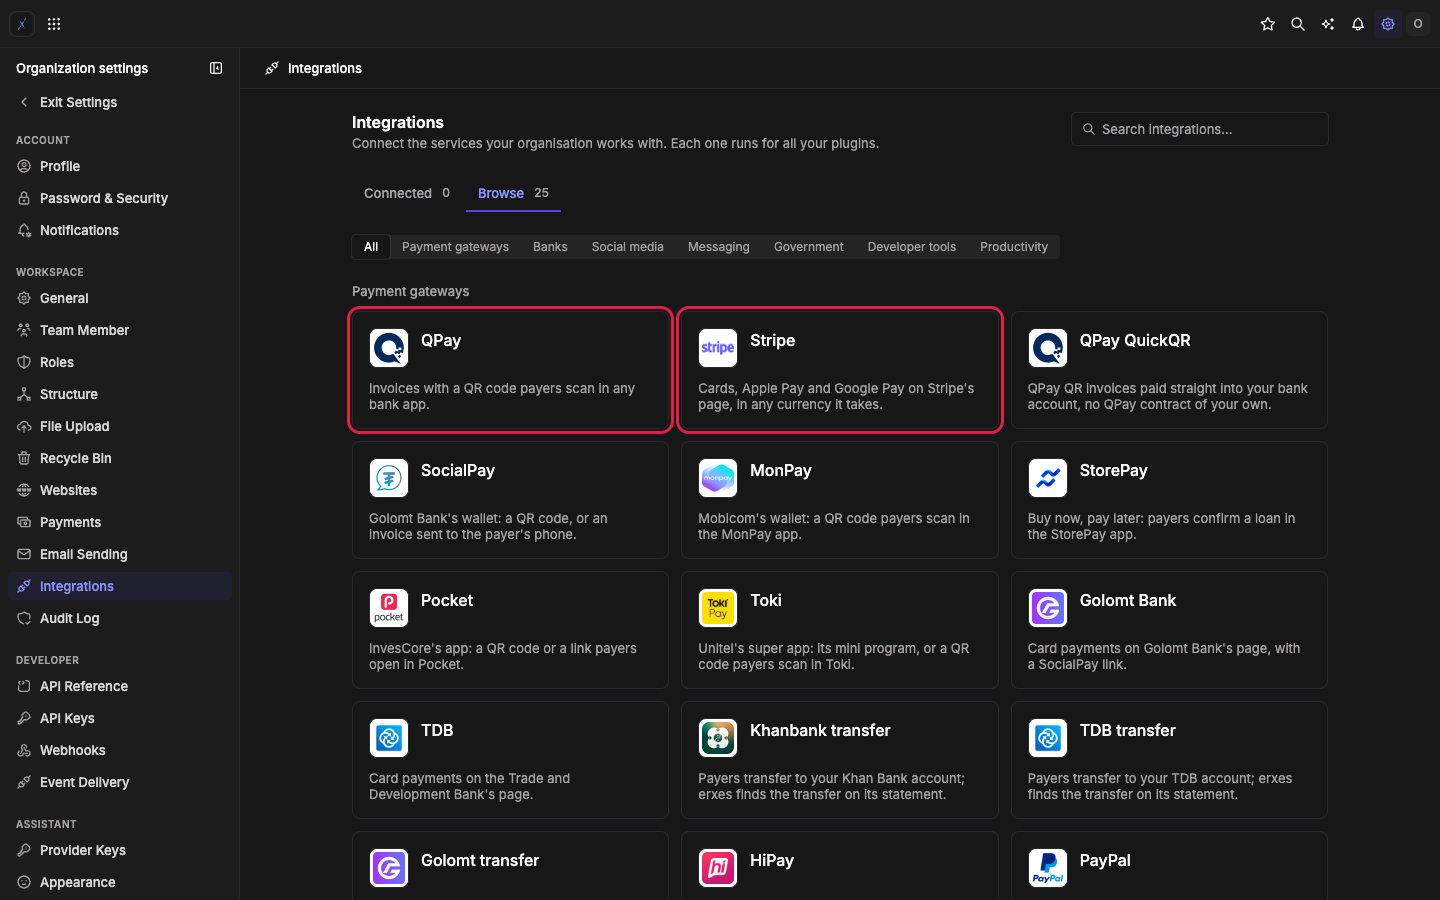 O
Organization settings
Exit Settings
ACCOUNT
Profile
Password & Security
Notifications
WORKSPACE
General
Team Member
Roles
Structure
File Upload
Recycle Bin
Websites
Payments
Email Sending
Integrations
Audit Log
DEVELOPER
API Reference
API Keys
Webhooks
Event Delivery
ASSISTANT
Provider Keys
Appearance
Integrations
Integrations
Connect the services your organisation works with. Each one runs for all your plugins.
Search integrations...
Connected 0 Browse 25
All Payment gateways Banks Social media Messaging Government Developer tools Productivity
Payment gateways
QPay
Invoices with a QR code payers scan in any
bank app.
stripe
Stripe
Cards, Apple Pay and Google Pay on Stripe's
page, in any currency it takes.
QPay QuickQR
QPay QR invoices paid straight into your bank
account, no QPay contract of your own.
SocialPay
Golomt Bank's wallet: a QR code, or an
invoice sent to the payer's phone.
monpay
MonPay
Mobicom's wallet: a QR code payers scan in
the MonPay app.
StorePay
Buy now, pay later: payers confirm a loan in
the StorePay app.
pocket
Pocket
InvesCore's app: a QR code or a link payers
open in Pocket.
Toki
Pay
Toki
Unitel's super app: its mini program, or a QR
code payers scan in Toki.
Golomt Bank
Card payments on Golomt Bank's page, with
a SocialPay link.
TDB
Card payments on the Trade and
Development Bank's page.
Khanbank transfer
Payers transfer to your Khan Bank account;
erxes finds the transfer on its statement.
TDB transfer
Payers transfer to your TDB account; erxes
finds the transfer on its statement.
Golomt transfer
hi
HiPay
PayPal
PayPal